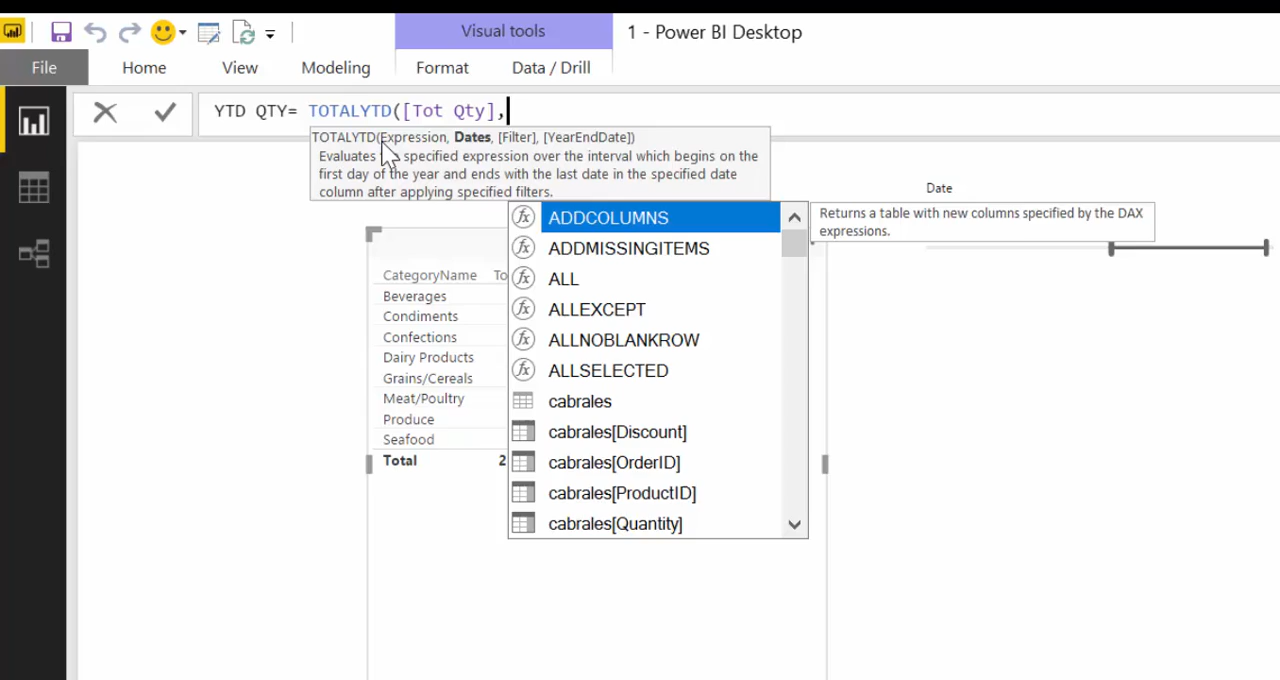 Visual tools
1 - Power BI Desktop
File Home View Modeling Format Data / Drill
YTD QTY= TOTALYTD([Tot Qty],
TOTALYTD(Expression, Dates, [Filter], [YearEndDate])
Evaluates specified expression over the interval which begins on the
first day of the year and ends with the last date in the specified date
column after applying specified filters.
Date
ADDCOLUMNS
Returns a table with new columns specified by the DAX
expressions.
ADDMISSINGITEMS
ALL
ALLEXCEPT
ALLNOBLANKROW
ALLSELECTED
cabrales
cabrales[Discount]
cabrales[OrderID]
cabrales[ProductID]
cabrales[Quantity]
CategoryName To
Beverages
Condiments
Confections
Dairy Products
Grains/Cereals
Meat/Poultry
Produce
Seafood
Total 2